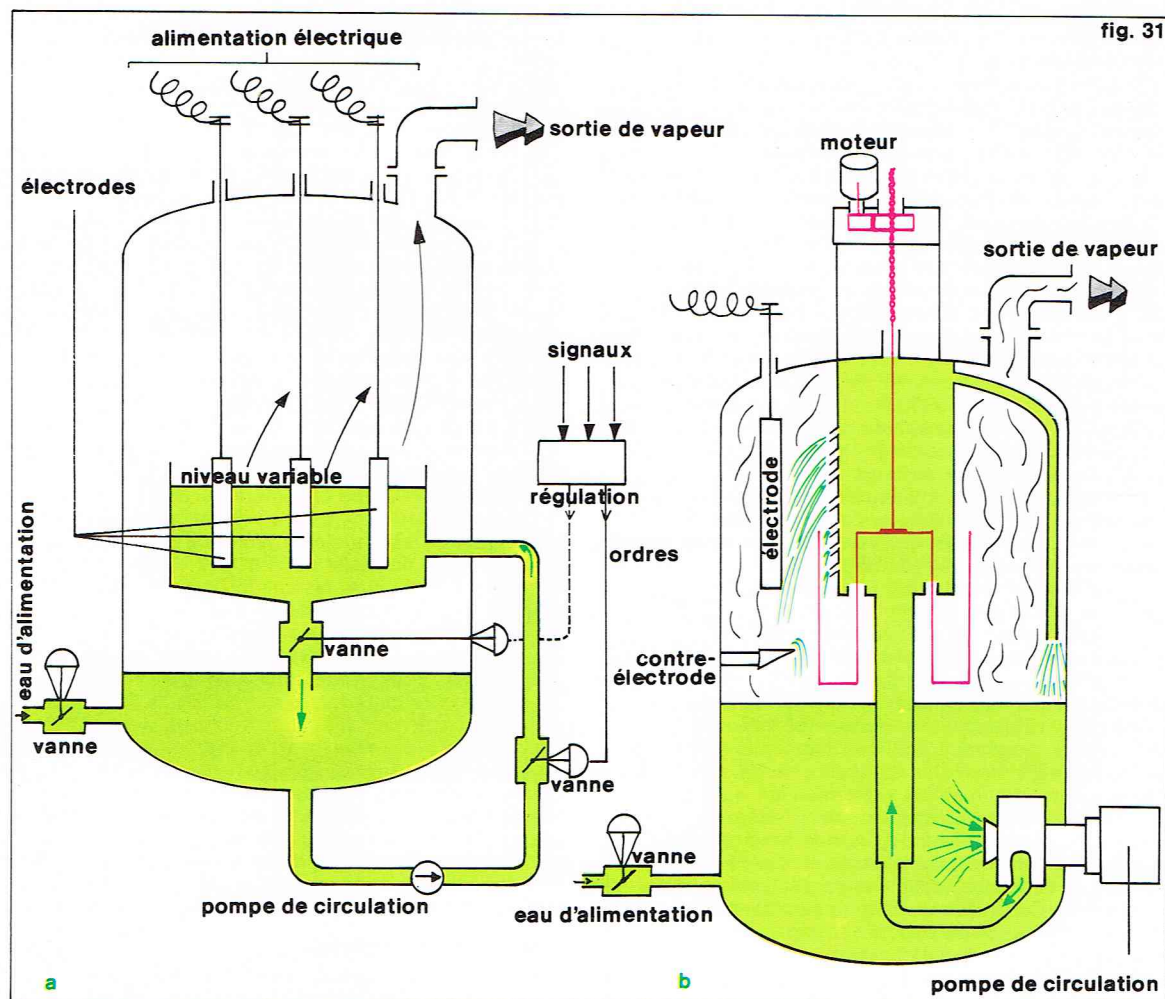 fig. 31
alimentation électrique
sortie de vapeur
électrodes
niveau variable
eau d'alimentation
vanne
vanne
signaux
régulation
ordres
vanne
pompe de circulation
a
moteur
sortie de vapeur
électrode
contre-
électrode
vanne
eau d'alimentation
pompe de circulation
b